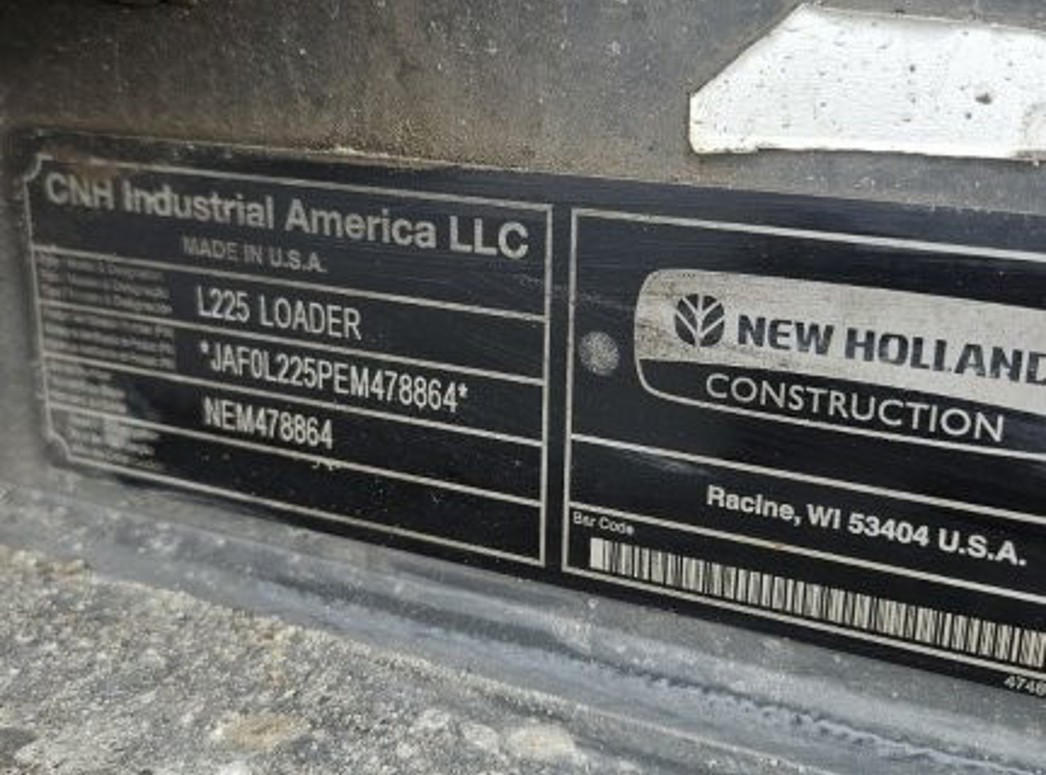 CNH Industrial America LLC
MADE IN U.S.A.
L225 LOADER
*JAF0L225PEM478864*
NEM478864
NEW HOLLAND
CONSTRUCTION
Racine, WI 53404 U.S.A.
Bar Code